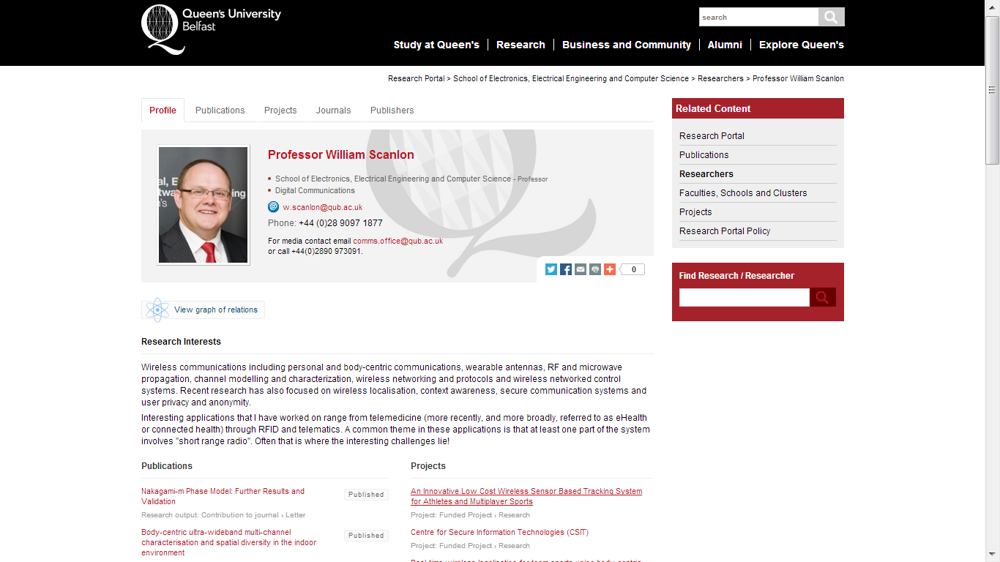 Queen's University
Belfast
search
Study at Queen's
Research
Business and Community
Alumni
Explore Queen's
Research Portal > School of Electronics, Electrical Engineering and Computer Science > Researchers > Professor William Scanlon
Profile
Publications
Projects
Journals
Publishers
Professor William Scanlon
School of Electronics, Electrical Engineering and Computer Science - Professor
Digital Communications
@ w.scanlon@qub.ac.uk
Phone: +44 (0)28 9097 1877
For media contact email comms.office@qub.ac.uk
or call +44(0)2890 973091.
0
View graph of relations
Research Interests
Wireless communications including personal and body-centric communications, wearable antennas, RF and microwave
propagation, channel modelling and characterization, wireless networking and protocols and wireless networked control
systems. Recent research has also focused on wireless localisation, context awareness, secure communication systems and
user privacy and anonymity.
Interesting applications that I have worked on range from telemedicine (more recently, and more broadly, referred to as eHealth
or connected health) through RFID and telematics. A common theme in these applications is that at least one part of the system
involves "short range radio". Often that is where the interesting challenges lie!
Publications
Nakagami-m Phase Model: Further Results and
Validation
Published
Research output: Contribution to journal › Letter
Body-centric ultra-wideband multi-channel
characterisation and spatial diversity in the indoor
environment
Published
Projects
An Innovative Low Cost Wireless Sensor Based Tracking System
for Athletes and Multiplayer Sports
Project: Funded Project › Research
Centre for Secure Information Technologies (CSIT)
Project: Funded Project › Research
Related Content
Research Portal
Publications
Researchers
Faculties, Schools and Clusters
Projects
Research Portal Policy
Find Research / Researcher